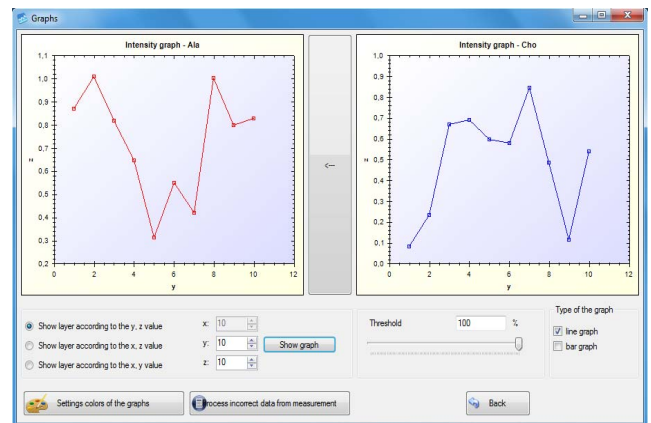 Graphs
Intensity graph - Ala
1,1
1,0
0,9
0,8
0,7
0,6
0,5
0,4
0,3
0,2
z
0 2 4 6 8 10 12
y
<--
Intensity graph - Cho
1,0
0,9
0,8
0,7
0,6
0,5
0,4
0,3
0,2
0,1
0,0
z
0 2 4 6 8 10 12
y
Show layer according to the y, z value
Show layer according to the x, z value
Show layer according to the x, y value
x: 10
y: 10
z: 10
Show graph
Threshold 100 %
Type of the graph
line graph
bar graph
Settings colors of the graphs
rocess incorrect data from measurement
Back